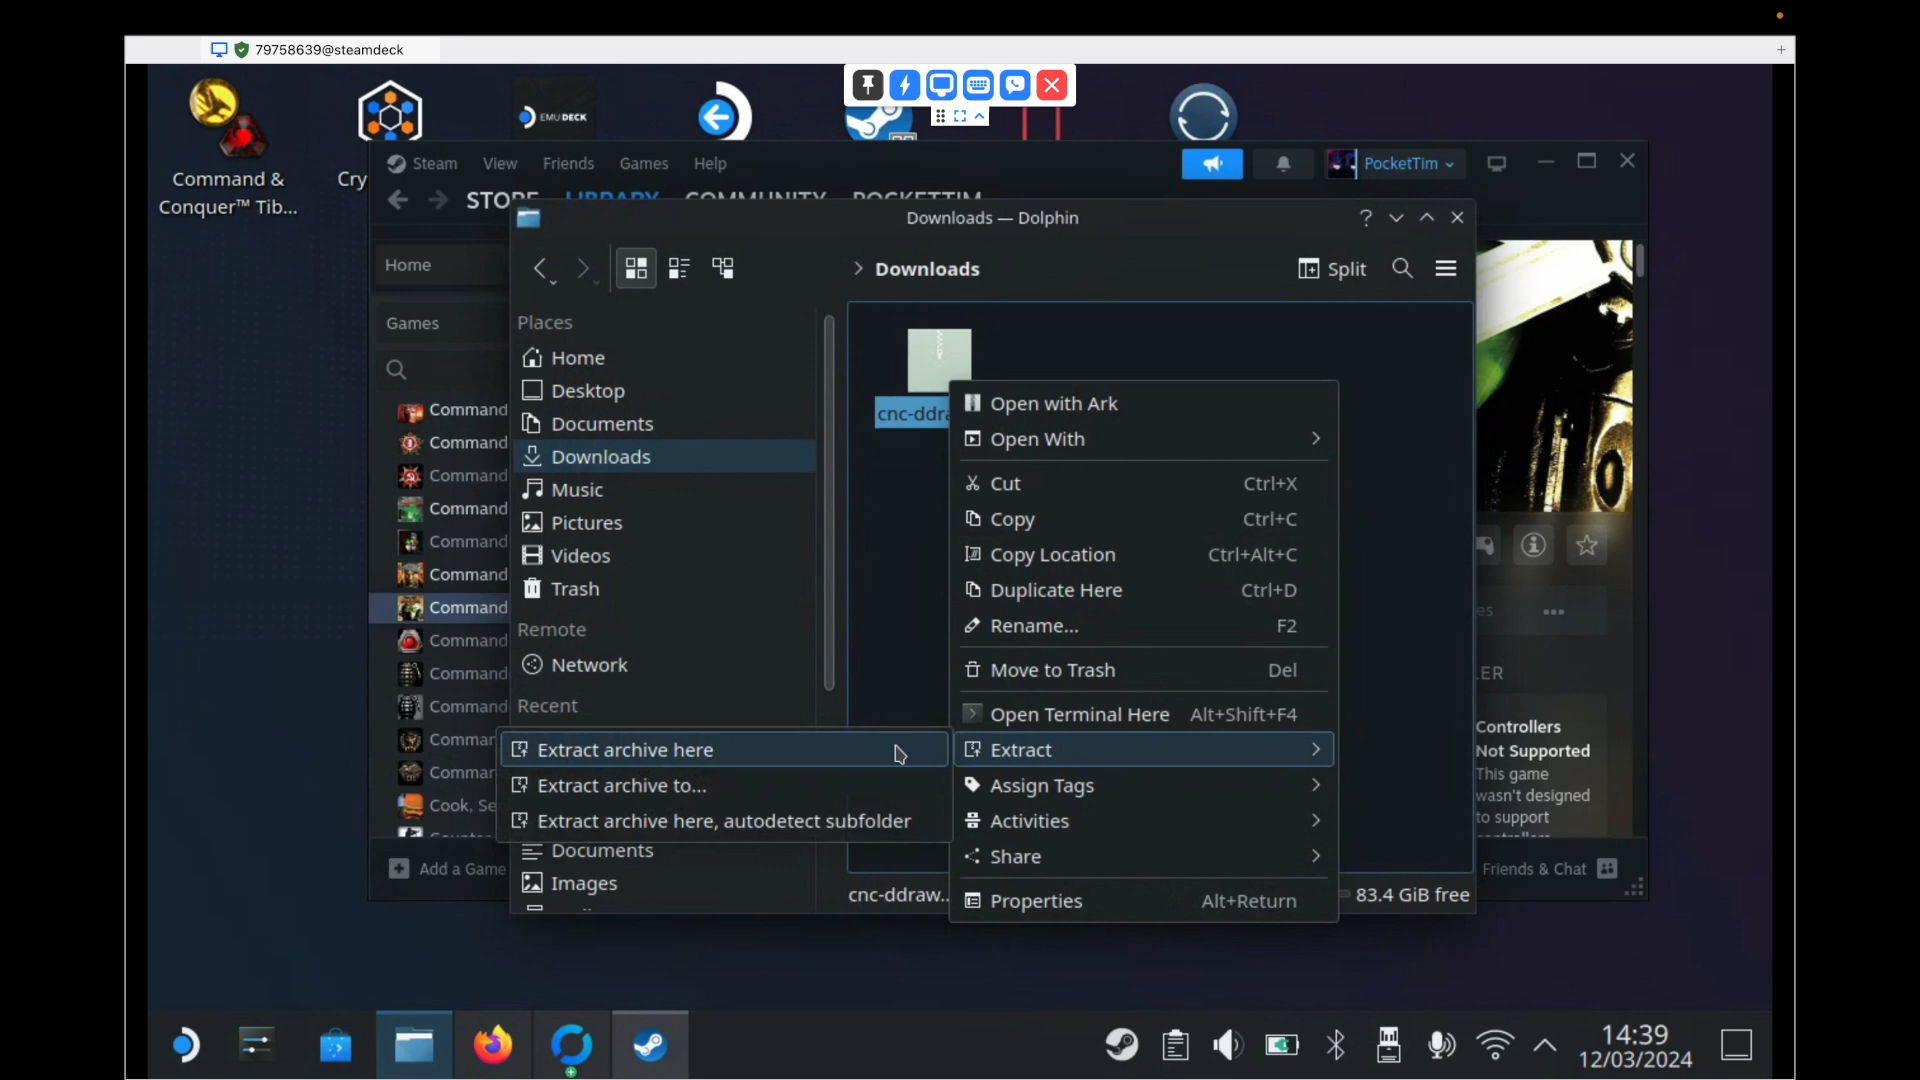 79758639@steamdeck
EMUDECK
Command &
Conquer™ Tib...
Cry
Steam View Friends Games Help
PocketTim
STORE LIBRARY COMMUNITY POCKETTIM
Home
Games
Command
Command
Command
Command
Command
Command
Command
Command
Command
Command
Comman
Comman
Cook, Se
Add a Game
Downloads — Dolphin
Downloads
Split
Places
Home
Desktop
Documents
Downloads
Music
Pictures
Videos
Trash
Remote
Network
Recent
Documents
Images
cnc-ddra
Open with Ark
Open With
Cut Ctrl+X
Copy Ctrl+C
Copy Location Ctrl+Alt+C
Duplicate Here Ctrl+D
Rename... F2
Move to Trash Del
Open Terminal Here Alt+Shift+F4
Extract
Assign Tags
Activities
Share
Properties Alt+Return
Extract archive here
Extract archive to...
Extract archive here, autodetect subfolder
cnc-ddraw...
83.4 GiB free
es
ER
Controllers
Not Supported
This game
wasn't designed
to support
Friends & Chat
14:39
12/03/2024